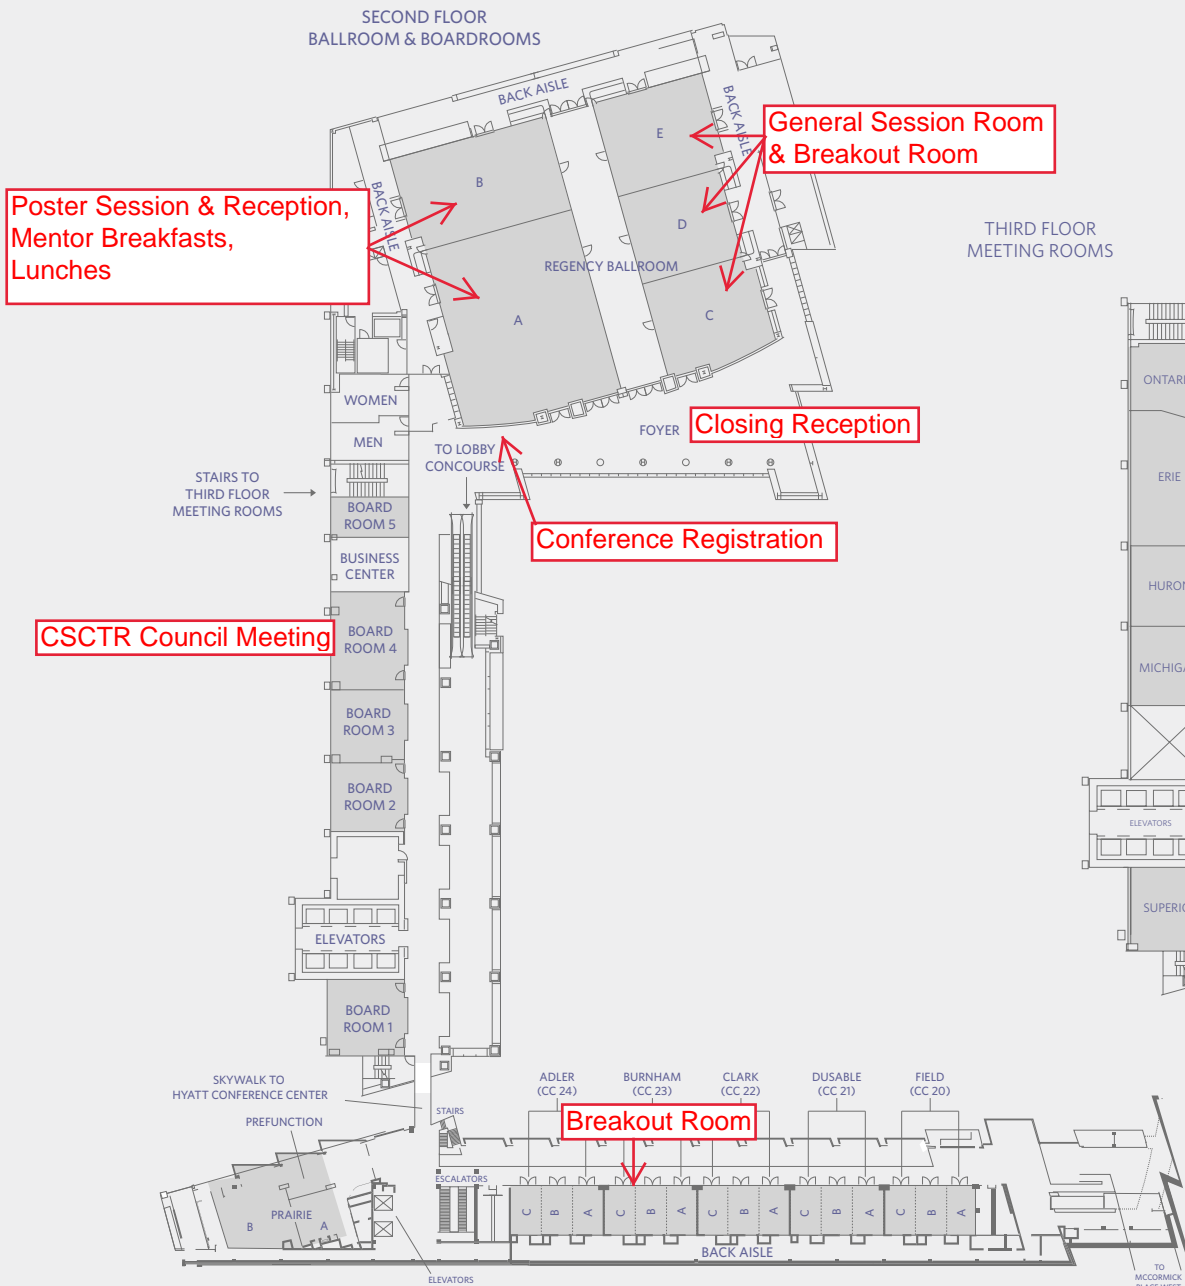 SECOND FLOOR
BALLROOM & BOARDROOMS
BACK AISLE
BACK AISLE
General Session Room
& Breakout Room
E
B
BACK AISLE
Poster Session & Reception,
Mentor Breakfasts,
Lunches
D
THIRD FLOOR
MEETING ROOMS
REGENCY BALLROOM
A
C
ONTARI
WOMEN
FOYER
Closing Reception
MEN
TO LOBBY
CONCOURSE
ERIE
STAIRS TO
THIRD FLOOR
MEETING ROOMS
BOARD
ROOM 5
Conference Registration
BUSINESS
CENTER
HURON
CSCTR Council Meeting
BOARD
ROOM 4
MICHIGA
BOARD
ROOM 3
BOARD
ROOM 2
ELEVATORS
SUPERIO
ELEVATORS
BOARD
ROOM 1
SKYWALK TO
HYATT CONFERENCE CENTER
ADLER
(CC 24)
BURNHAM
(CC 23)
CLARK
(CC 22)
DUSABLE
(CC 21)
FIELD
(CC 20)
PREFUNCTION
STAIRS
Breakout Room
ESCALATORS
PRAIRIE
B
A
C B A C B A C B A C B A C B A
BACK AISLE
ELEVATORS
TO
MCCORMICK
PLACE WEST